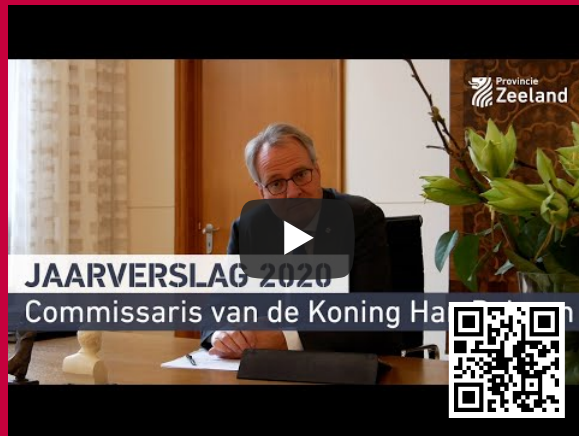 Provincie
Zeeland
JAARVERSLAG 2020
Commissaris van de Koning